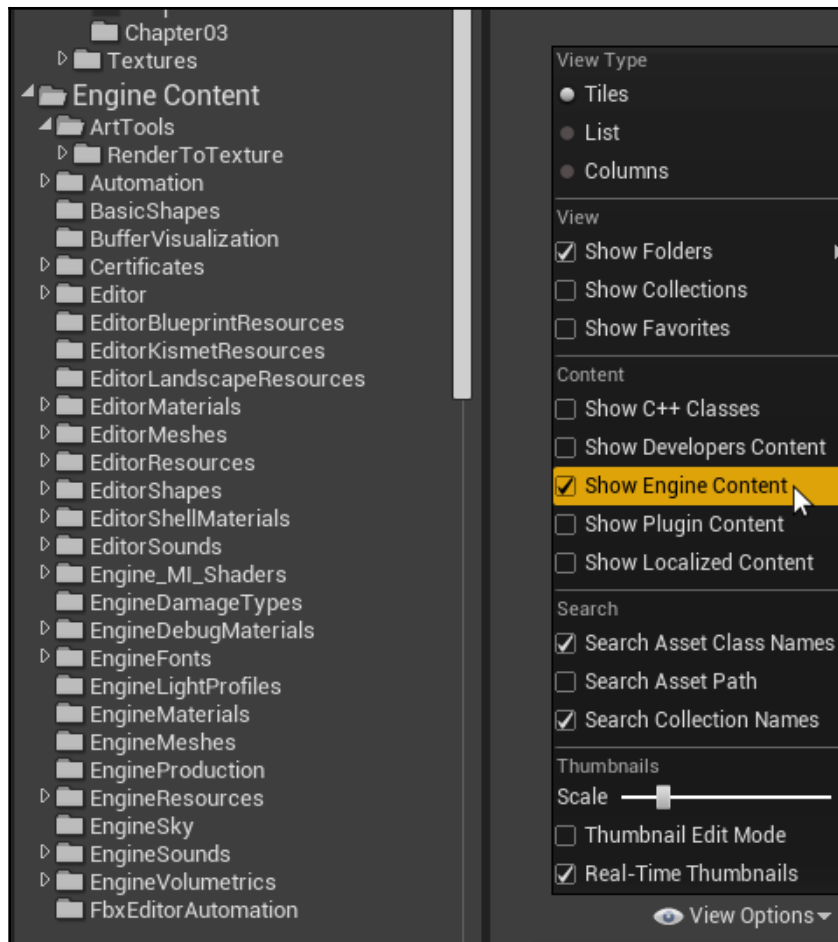 Chapter03
Textures
Engine Content
ArtTools
RenderToTexture
Automation
BasicShapes
BufferVisualization
Certificates
Editor
EditorBlueprintResources
EditorKismetResources
EditorLandscapeResources
EditorMaterials
EditorMeshes
EditorResources
EditorShapes
EditorShellMaterials
EditorSounds
Engine_MI_Shaders
EngineDamageTypes
EngineDebugMaterials
EngineFonts
EngineLightProfiles
EngineMaterials
EngineMeshes
EngineProduction
EngineResources
EngineSky
EngineSounds
EngineVolumetrics
FbxEditorAutomation
View Type
Tiles
List
Columns
View
Show Folders
Show Collections
Show Favorites
Content
Show C++ Classes
Show Developers Content
Show Engine Content
Show Plugin Content
Show Localized Content
Search
Search Asset Class Names
Search Asset Path
Search Collection Names
Thumbnails
Scale
Thumbnail Edit Mode
Real-Time Thumbnails
View Options